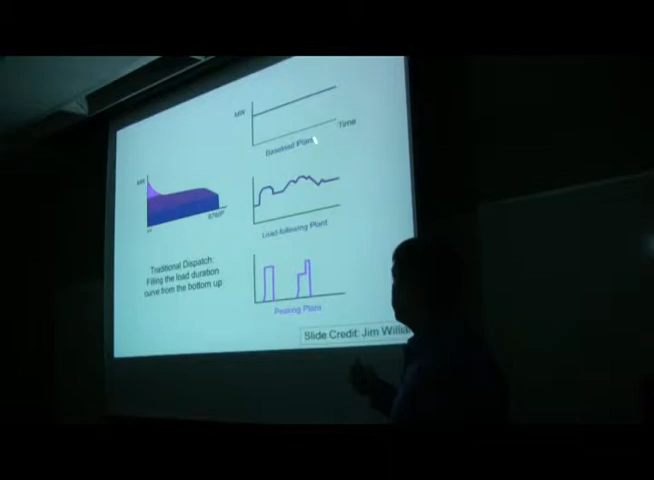 MW
Time
Baseload Plant
MW
8760
Load-following Plant
Traditional Dispatch:
Filling the load duration
curve from the bottom up
Peaking Plant
Slide Credit: Jim